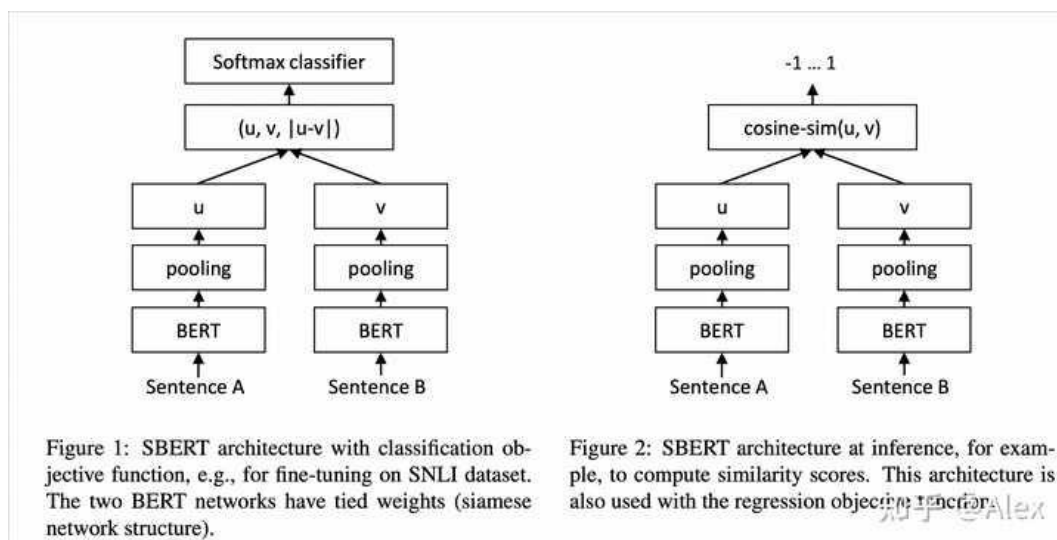 Softmax classifier
(u, v, |u-v|)
u v
pooling pooling
BERT BERT
Sentence A Sentence B
Figure 1: SBERT architecture with classification ob-
jective function, e.g., for fine-tuning on SNLI dataset.
The two BERT networks have tied weights (siamese
network structure).
-1 ... 1
cosine-sim(u, v)
u v
pooling pooling
BERT BERT
Sentence A Sentence B
Figure 2: SBERT architecture at inference, for exam-
ple, to compute similarity scores. This architecture is
also used with the regression objective function.
知乎 @Alex